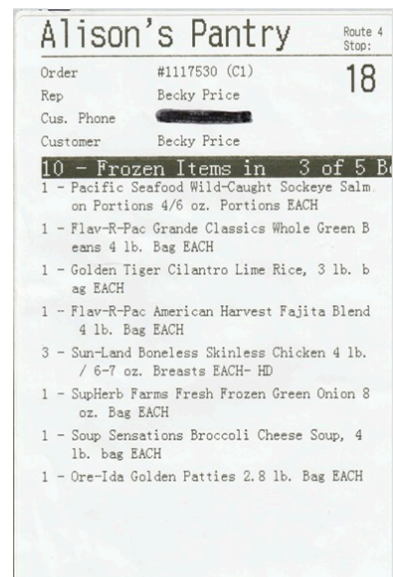 Alison's Pantry
Route 4
Stop:
18
Order #1117530 (C1)
Rep Becky Price
Cus. Phone
Customer Becky Price
10 - Frozen Items in 3 of 5 B
1 - Pacific Seafood Wild-Caught Sockeye Salm
on Portions 4/6 oz. Portions EACH
1 - Flav-R-Pac Grande Classics Whole Green B
eans 4 lb. Bag EACH
1 - Golden Tiger Cilantro Lime Rice, 3 lb. b
ag EACH
1 - Flav-R-Pac American Harvest Fajita Blend
4 lb. Bag EACH
3 - Sun-Land Boneless Skinless Chicken 4 lb.
/ 6-7 oz. Breasts EACH- HD
1 - SupHerb Farms Fresh Frozen Green Onion 8
oz. Bag EACH
1 - Soup Sensations Broccoli Cheese Soup, 4
lb. bag EACH
1 - Ore-Ida Golden Patties 2.8 lb. Bag EACH